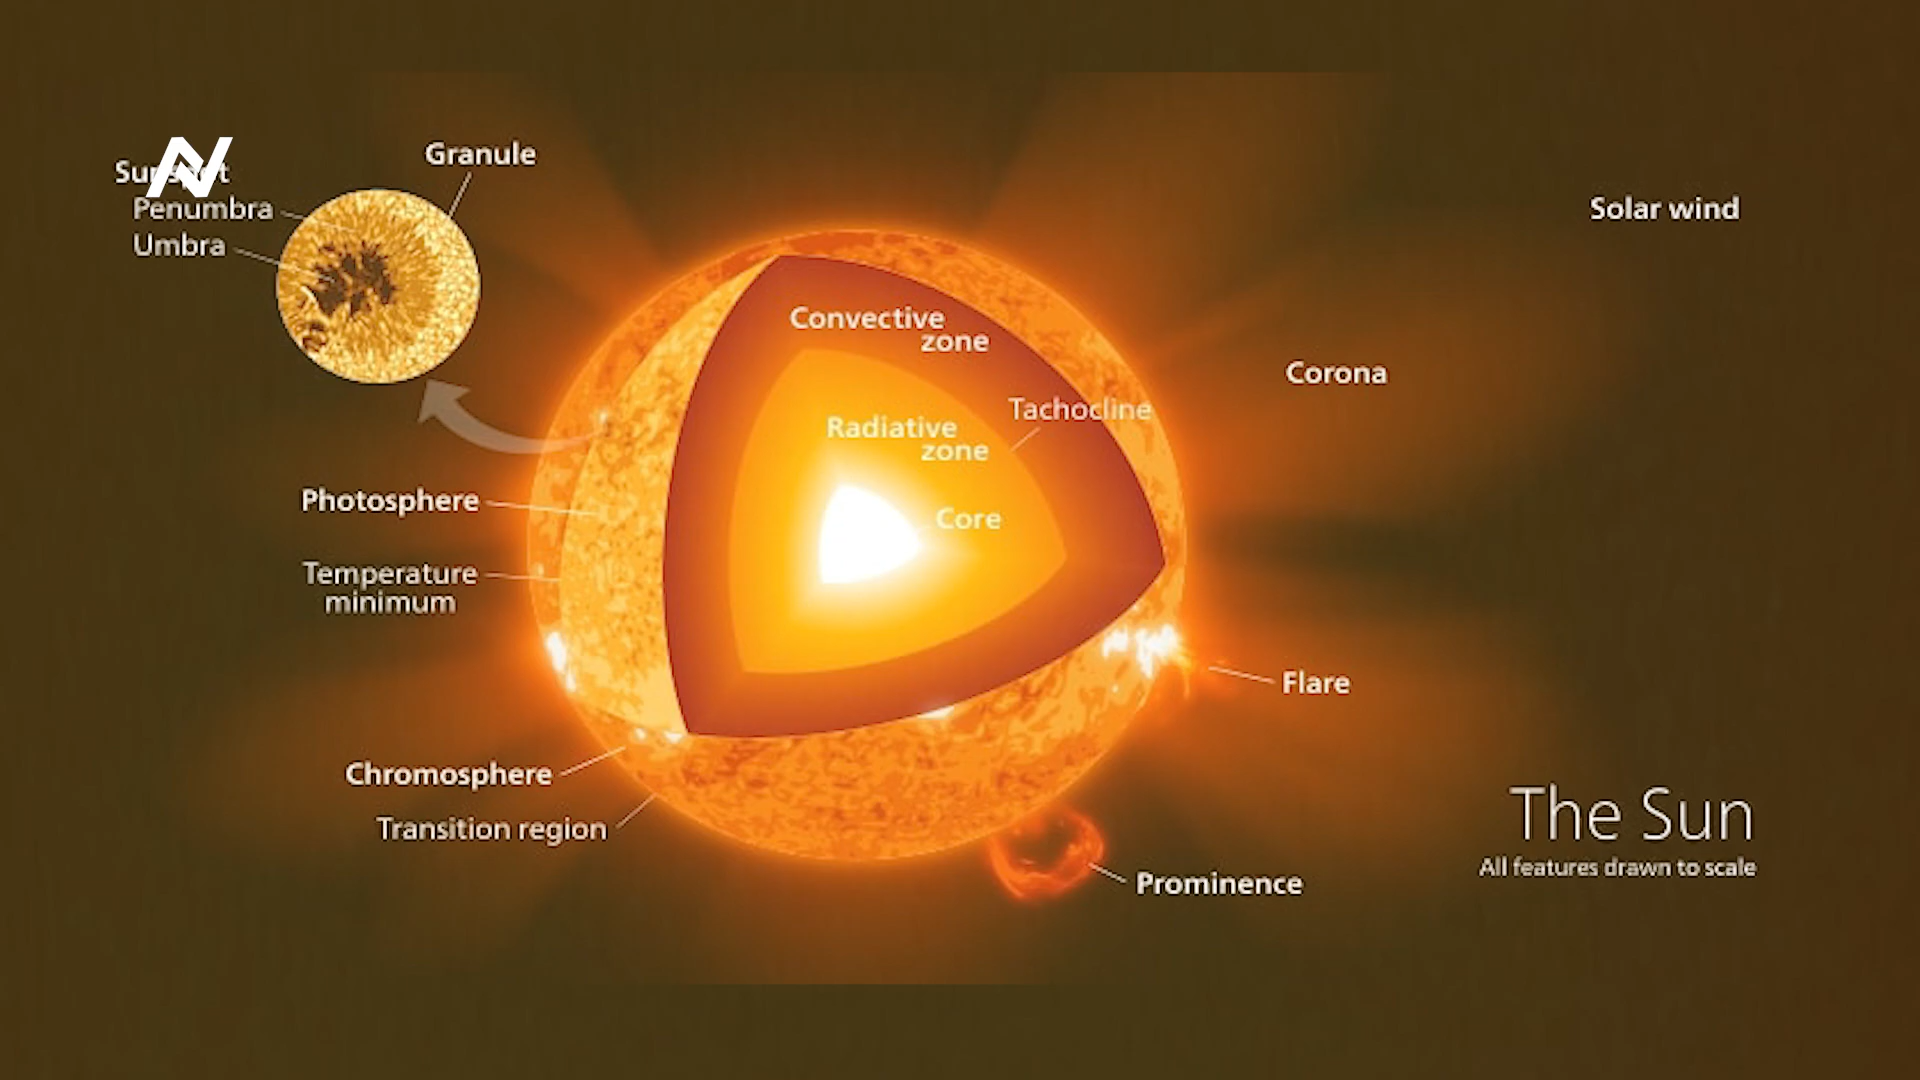 Granule
Penumbra
Umbra
Solar wind
Convective
zone
Corona
Tachocline
Radiative
zone
Photosphere
Core
Temperature
minimum
Flare
Chromosphere
Transition region
The Sun
All features drawn to scale
Prominence